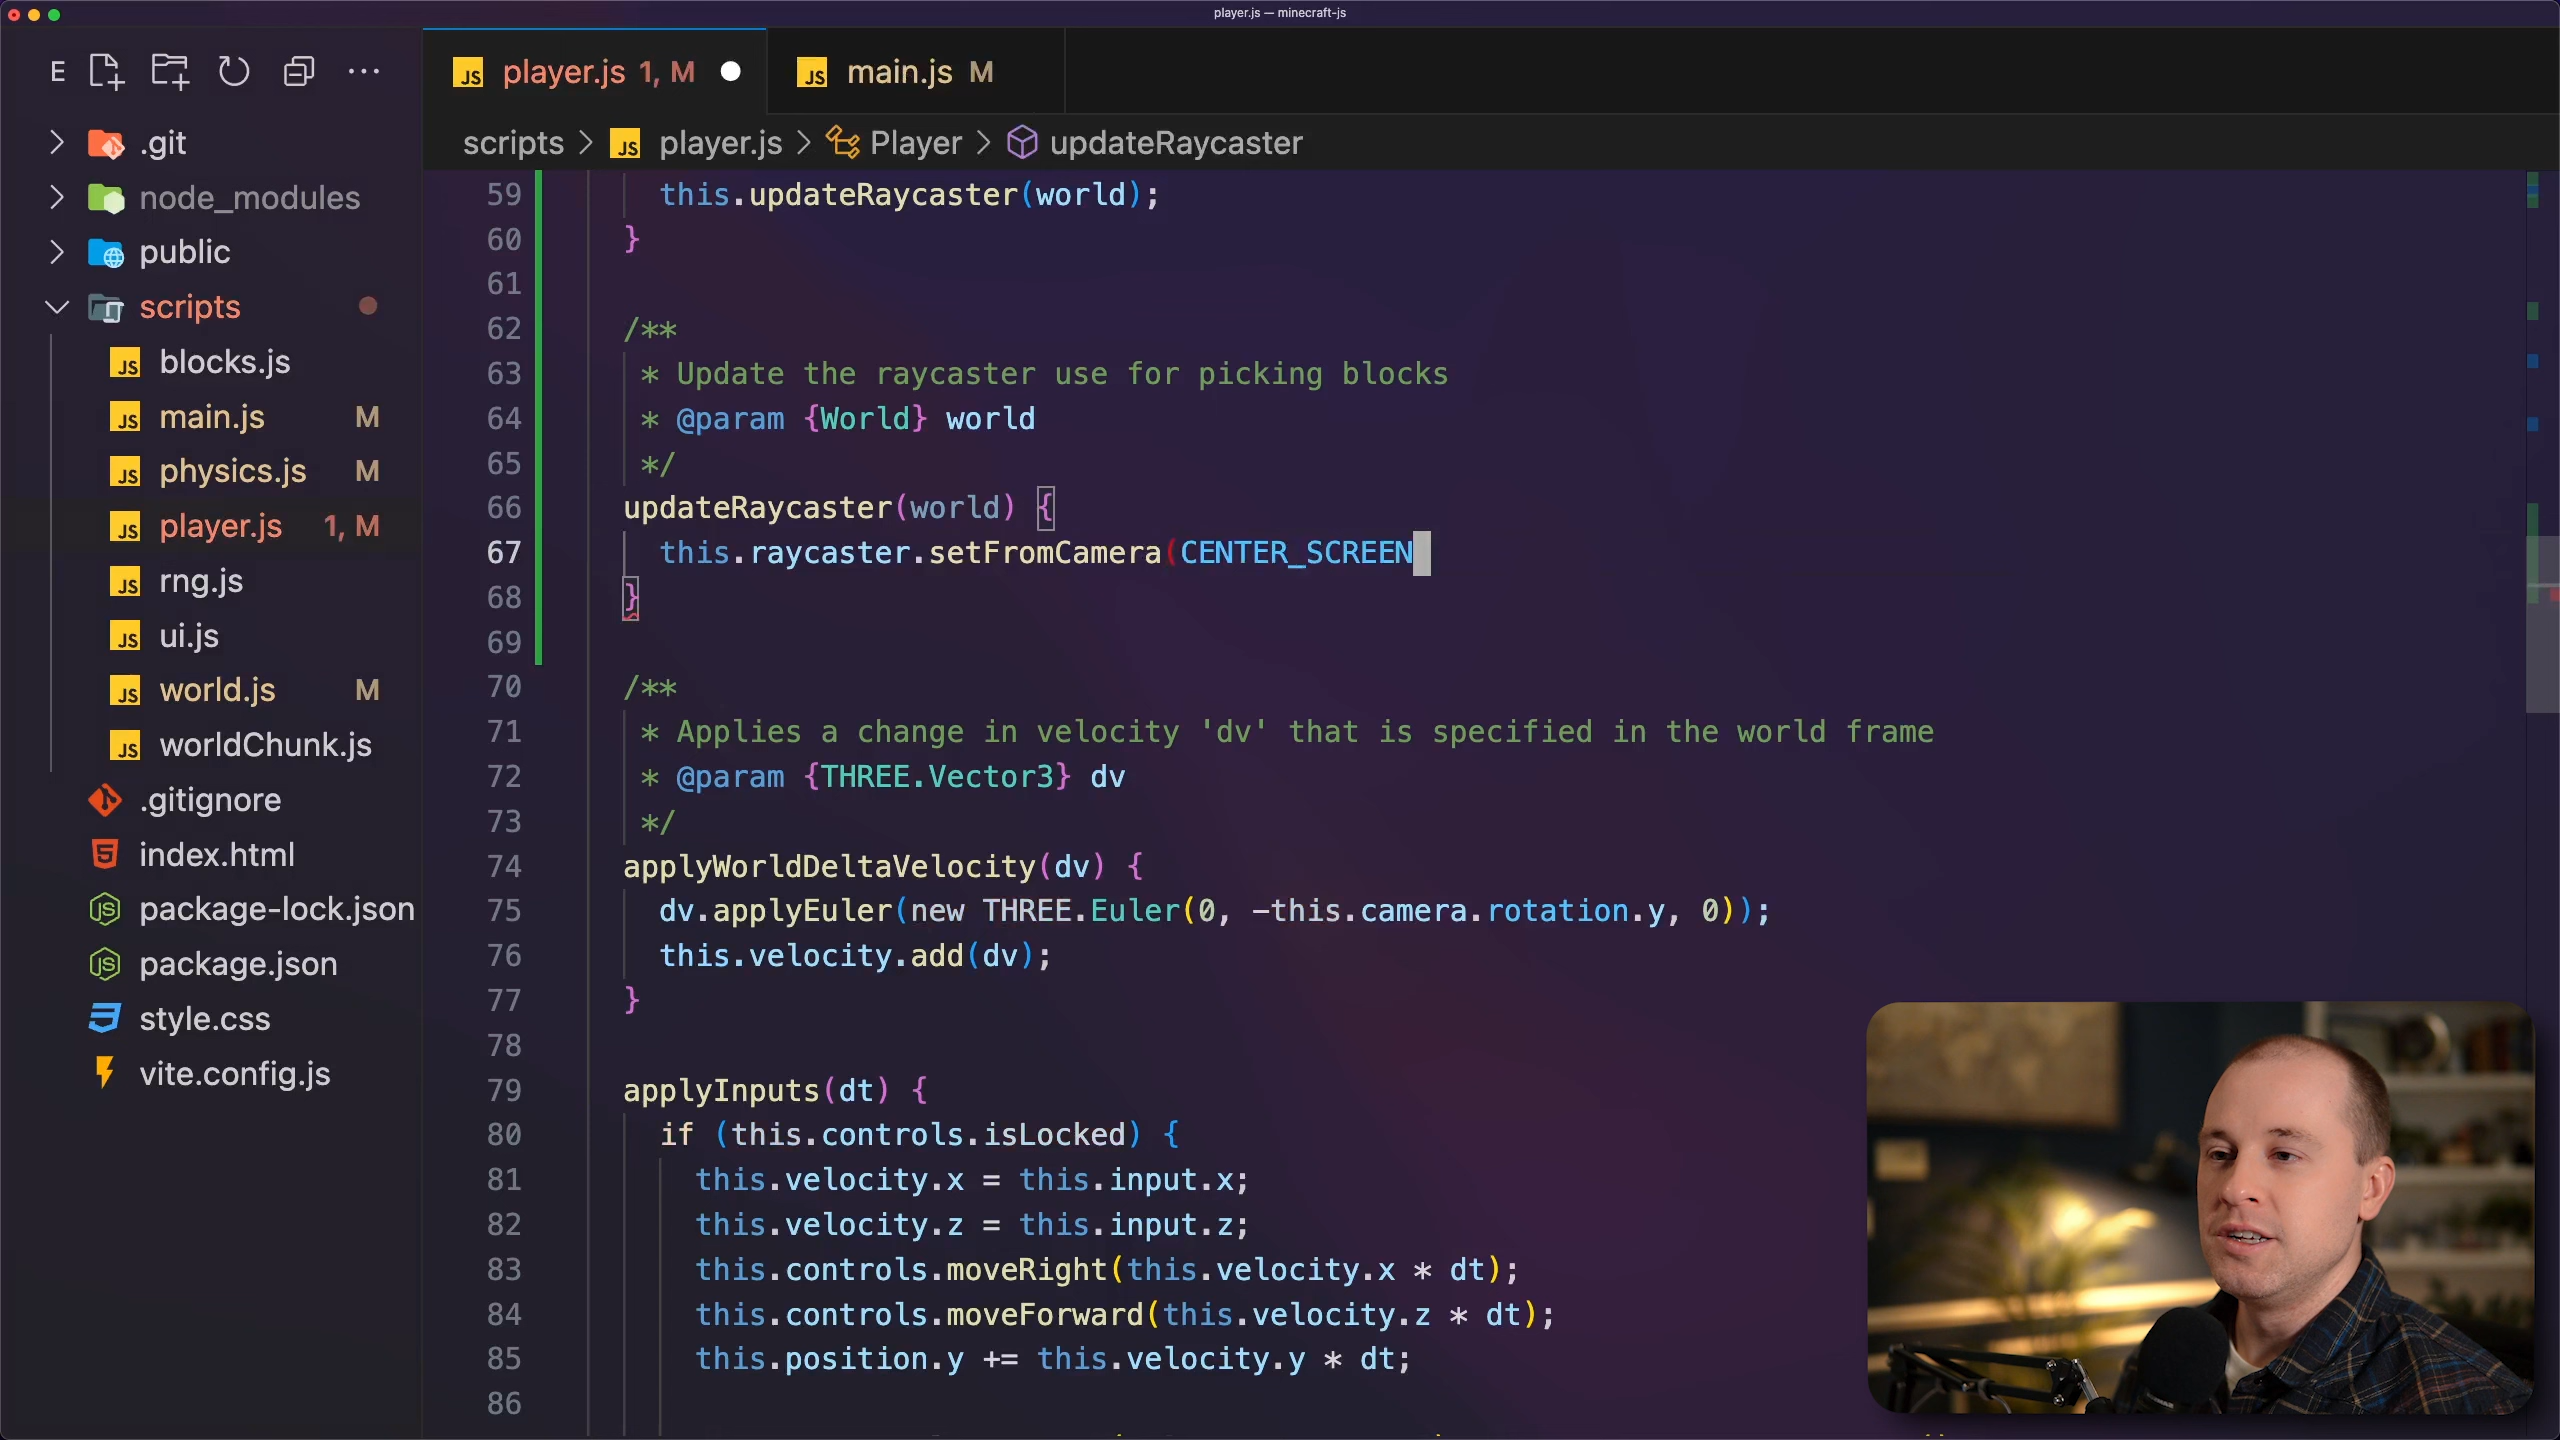 player.js — minecraft-js
E
player.js 1, M
main.js M
scripts > player.js > Player > updateRaycaster
.git
node_modules
public
scripts
blocks.js
main.js M
physics.js M
player.js 1, M
rng.js
ui.js
world.js M
worldChunk.js
.gitignore
index.html
package-lock.json
package.json
style.css
vite.config.js
59 this.updateRaycaster(world);
60 }
61
62 /**
63 * Update the raycaster use for picking blocks
64 * @param {World} world
65 */
66 updateRaycaster(world) {
67 this.raycaster.setFromCamera(CENTER_SCREEN
68 }
69
70 /**
71 * Applies a change in velocity 'dv' that is specified in the world frame
72 * @param {THREE.Vector3} dv
73 */
74 applyWorldDeltaVelocity(dv) {
75 dv.applyEuler(new THREE.Euler(0, -this.camera.rotation.y, 0));
76 this.velocity.add(dv);
77 }
78
79 applyInputs(dt) {
80 if (this.controls.isLocked) {
81 this.velocity.x = this.input.x;
82 this.velocity.z = this.input.z;
83 this.controls.moveRight(this.velocity.x * dt);
84 this.controls.moveForward(this.velocity.z * dt);
85 this.position.y += this.velocity.y * dt;
86